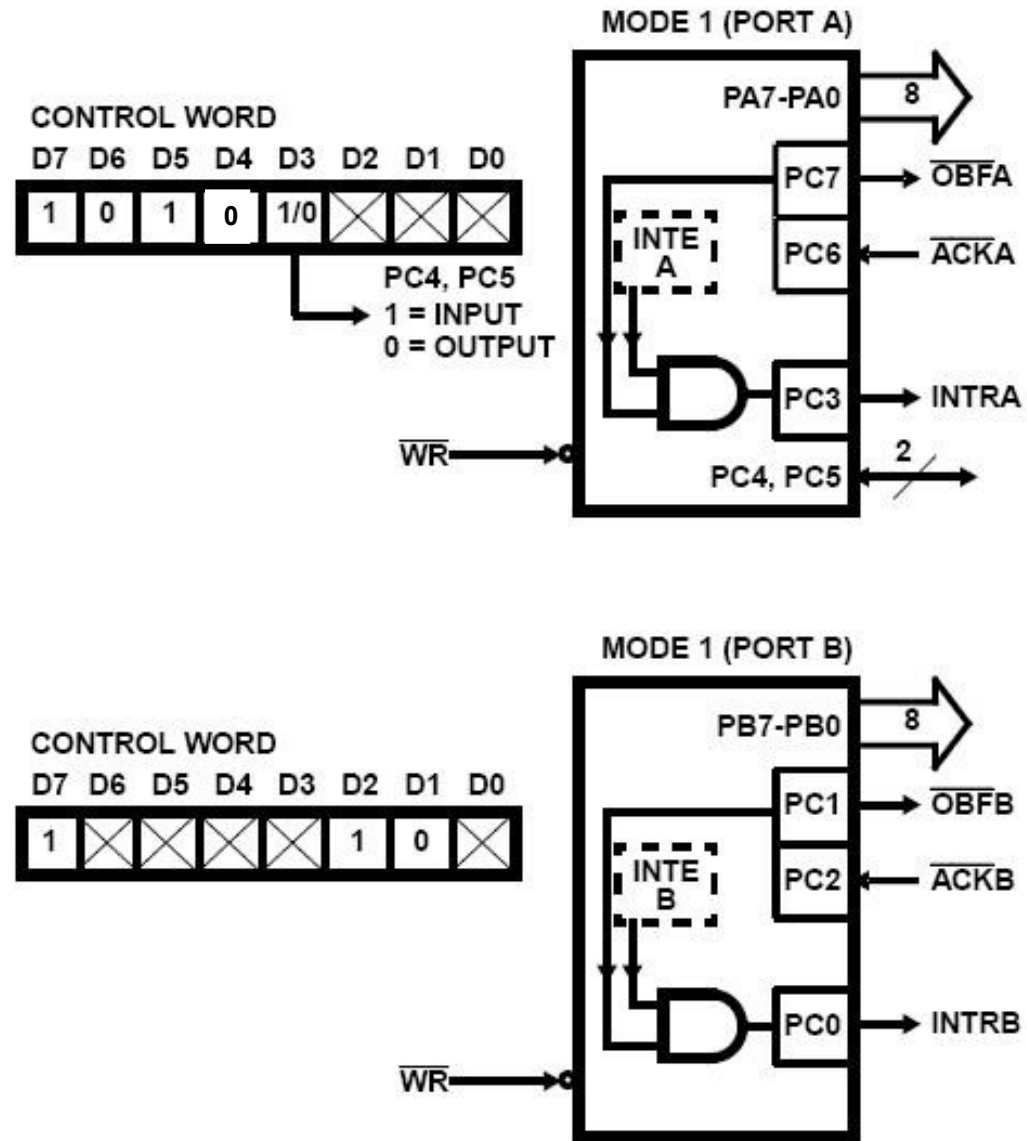 MODE 1 (PORT A)
CONTROL WORD
D7 D6 D5 D4 D3 D2 D1 D0
1 0 1 0 1/0
PC4, PC5
1 = INPUT
0 = OUTPUT
PA7-PA0
8
PC7
OBFA
INTE
A
PC6
ACKA
PC3
INTRA
WR
PC4, PC5
2
MODE 1 (PORT B)
CONTROL WORD
D7 D6 D5 D4 D3 D2 D1 D0
1 1 0
PB7-PB0
8
PC1
OBFB
INTE
B
PC2
ACKB
PC0
INTRB
WR